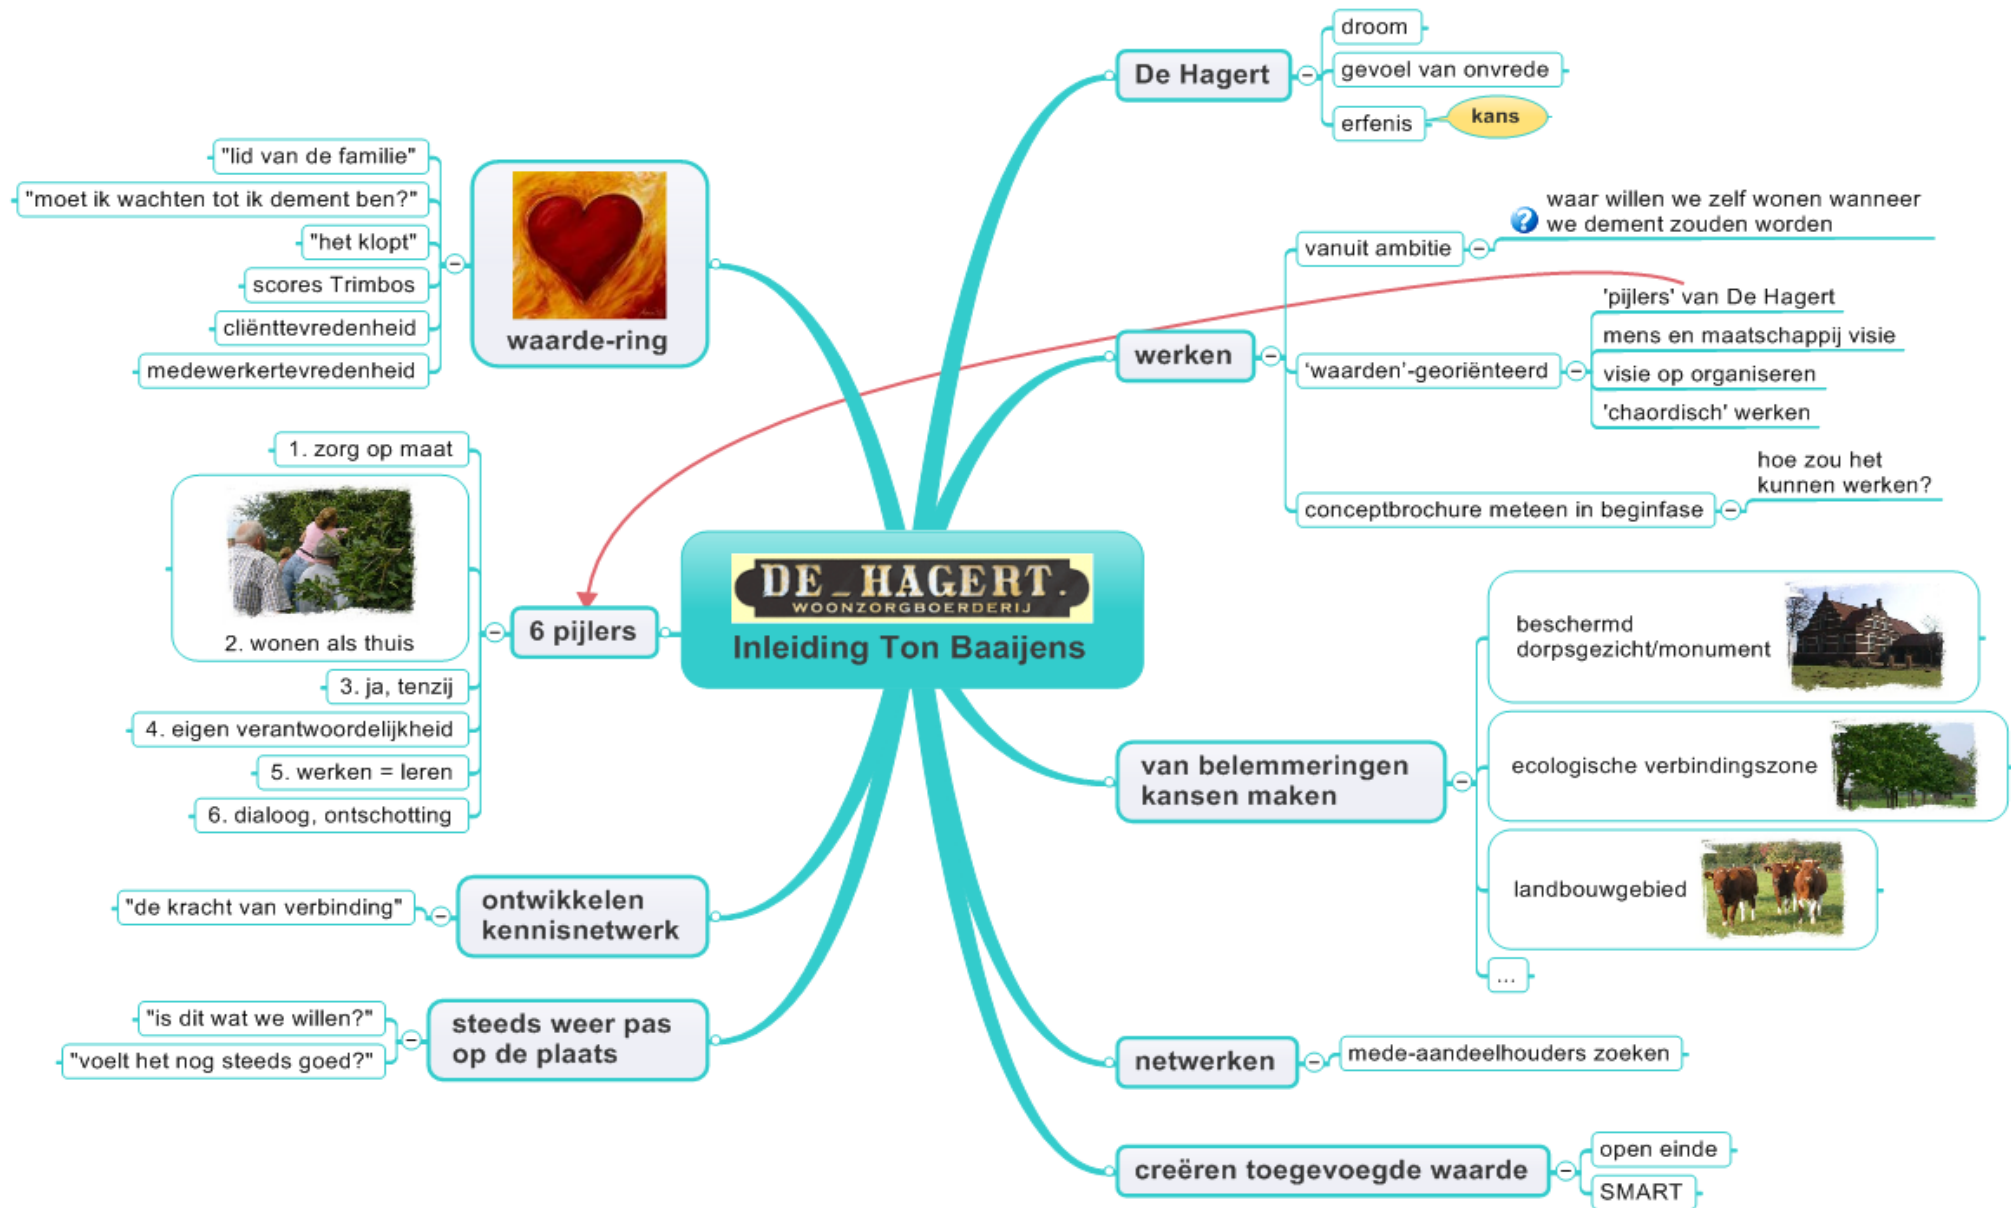 DE_HAGERT.
WOONZORGBOERDERIJ
Inleiding Ton Baaijens
De Hagert
droom
gevoel van onvrede
erfenis
kans
werken
vanuit ambitie
waar willen we zelf wonen wanneer
we dement zouden worden
'waarden'-georiënteerd
'pijlers' van De Hagert
mens en maatschappij visie
visie op organiseren
'chaordisch' werken
conceptbrochure meteen in beginfase
hoe zou het
kunnen werken?
van belemmeringen
kansen maken
beschermd
dorpsgezicht/monument
ecologische verbindingszone
landbouwgebied
...
netwerken
mede-aandeelhouders zoeken
creëren toegevoegde waarde
open einde
SMART
waarde-ring
"lid van de familie"
"moet ik wachten tot ik dement ben?"
"het klopt"
scores Trimbos
cliënttevredenheid
medewerkertevredenheid
6 pijlers
1. zorg op maat
2. wonen als thuis
3. ja, tenzij
4. eigen verantwoordelijkheid
5. werken = leren
6. dialoog, ontschotting
ontwikkelen
kennisnetwerk
"de kracht van verbinding"
steeds weer pas
op de plaats
"is dit wat we willen?"
"voelt het nog steeds goed?"